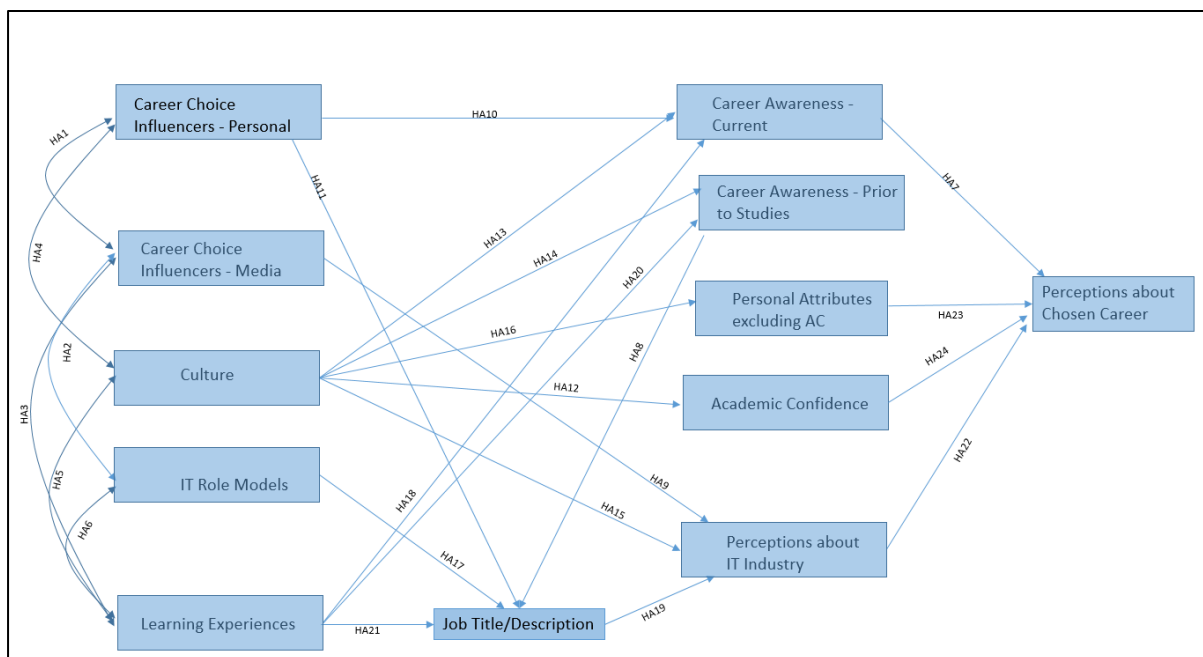 Career Choice
Influencers - Personal
HA10
Career Awareness -
Current
HA1
HA11
HA7
HA4
Career Awareness - Prior
to Studies
Career Choice
Influencers - Media
HA13
HA14
HA20
Personal Attributes
excluding AC
HA23
Perceptions about
Chosen Career
HA16
HA8
HA2
HA24
Culture
HA12
Academic Confidence
HA3
HA5
HA22
IT Role Models
HA9
HA18
HA15
HA6
Perceptions about
IT Industry
HA17
Learning Experiences
HA21
Job Title/Description
HA19